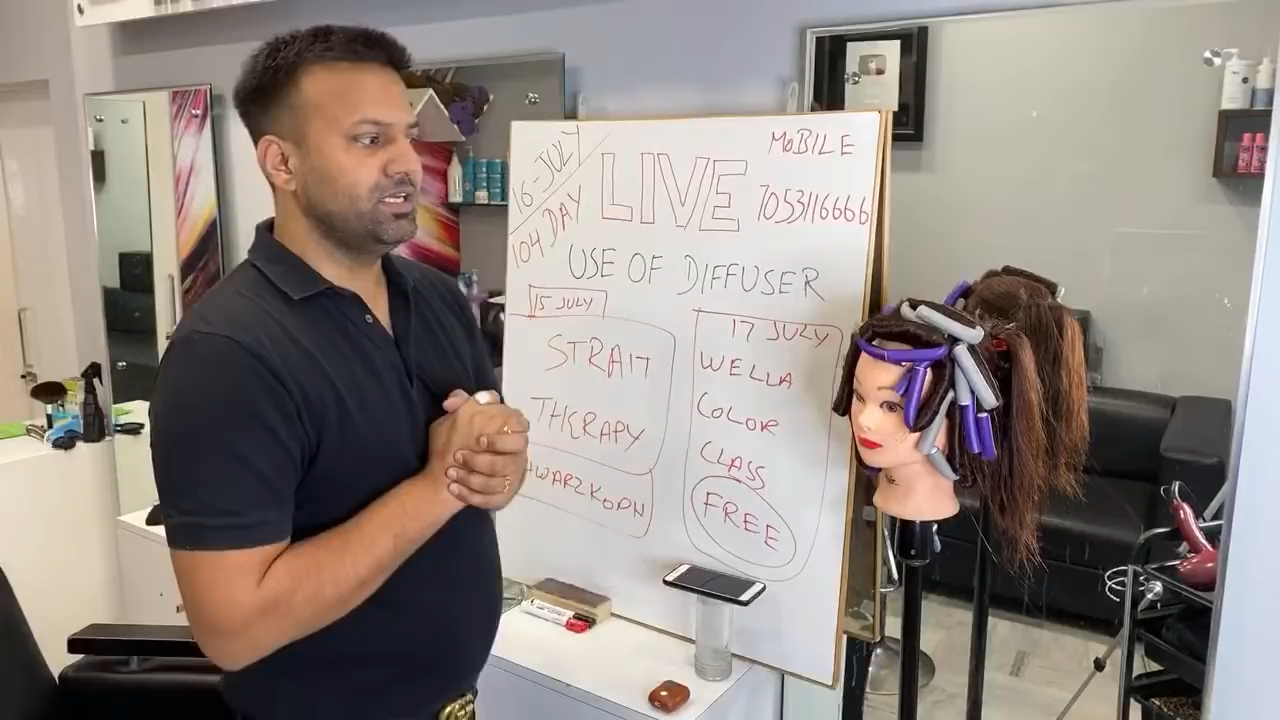 16-JULY
104 DAY
LIVE
MOBILE
7053116666
USE OF DIFFUSER
15 JULY
STRAIT
THERAPY
HWARZKOPN
17 JULY
WELLA
COLOR
CLASS
FREE